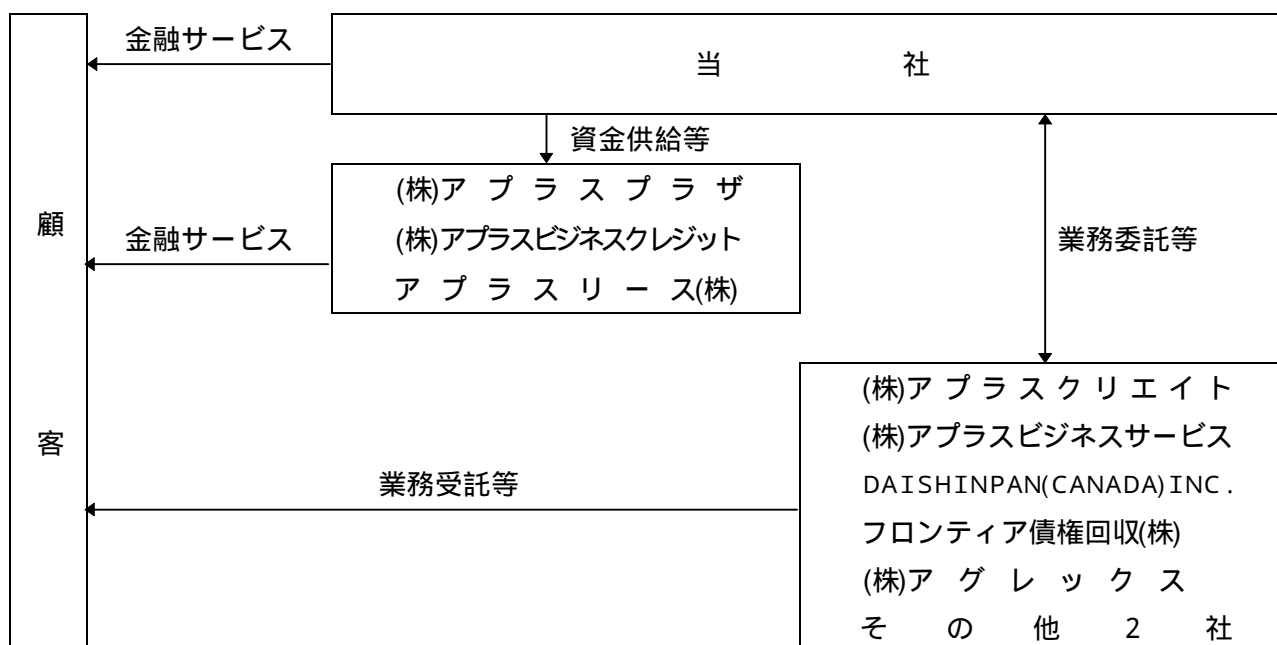 金融サービス
当社
資金供給等
(株)アプラスプラザ
(株)アプラスビジネスクレジット
アプラスリース(株)
顧客
金融サービス
業務委託等
(株)アプラスクリエイト
(株)アプラスビジネスサービス
DAISHINPAN(CANADA)INC.
フロンティア債権回収(株)
(株)アグレックス
その他2社
業務受託等